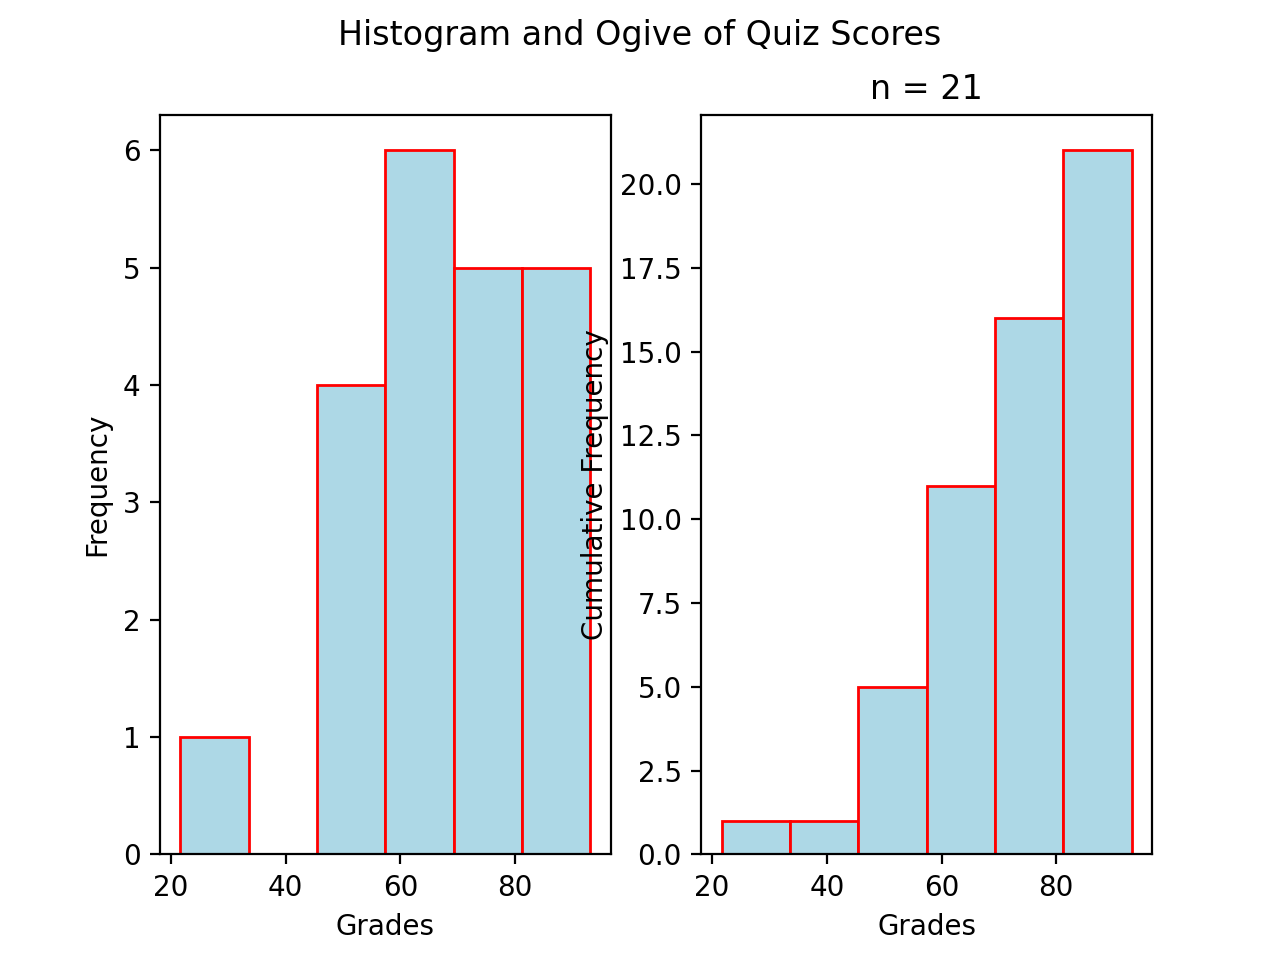 Histogram and Ogive of Quiz Scores
6
5
4
3
2
1
0
Frequency
20 40 60 80
Grades
n = 21
20.0
17.5
15.0
12.5
10.0
7.5
5.0
2.5
0.0
Cumulative Frequency
20 40 60 80
Grades